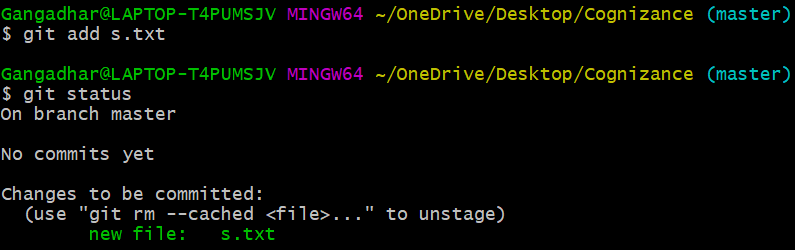 Gangadhar@LAPTOP-T4PUMSJV MINGW64 ~/OneDrive/Desktop/Cognizance (master)
$ git add s.txt
Gangadhar@LAPTOP-T4PUMSJV MINGW64 ~/OneDrive/Desktop/Cognizance (master)
$ git status
On branch master
No commits yet
Changes to be committed:
  (use "git rm --cached <file>..." to unstage)
        new file:   s.txt